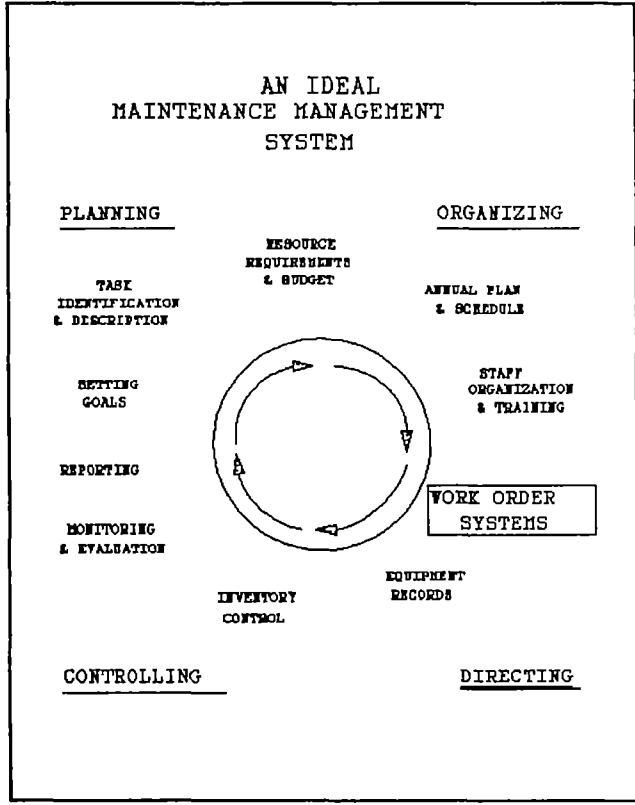 AN IDEAL
MAINTENANCE MANAGEMENT
SYSTEM
PLANNING
ORGANIZING
RESOURCE
REQUIREMENTS
& BUDGET
TASK
IDENTIFICATION
& DISCRIPTION
ANNUAL PLAN
& SCHEDULE
SETTING
GOALS
STAFF
ORGANIZATION
& TRAINING
REPORTING
WORK ORDER
SYSTEMS
MONITORING
& EVALUATION
EQUIPMENT
RECORDS
INVENTORY
CONTROL
CONTROLLING
DIRECTING